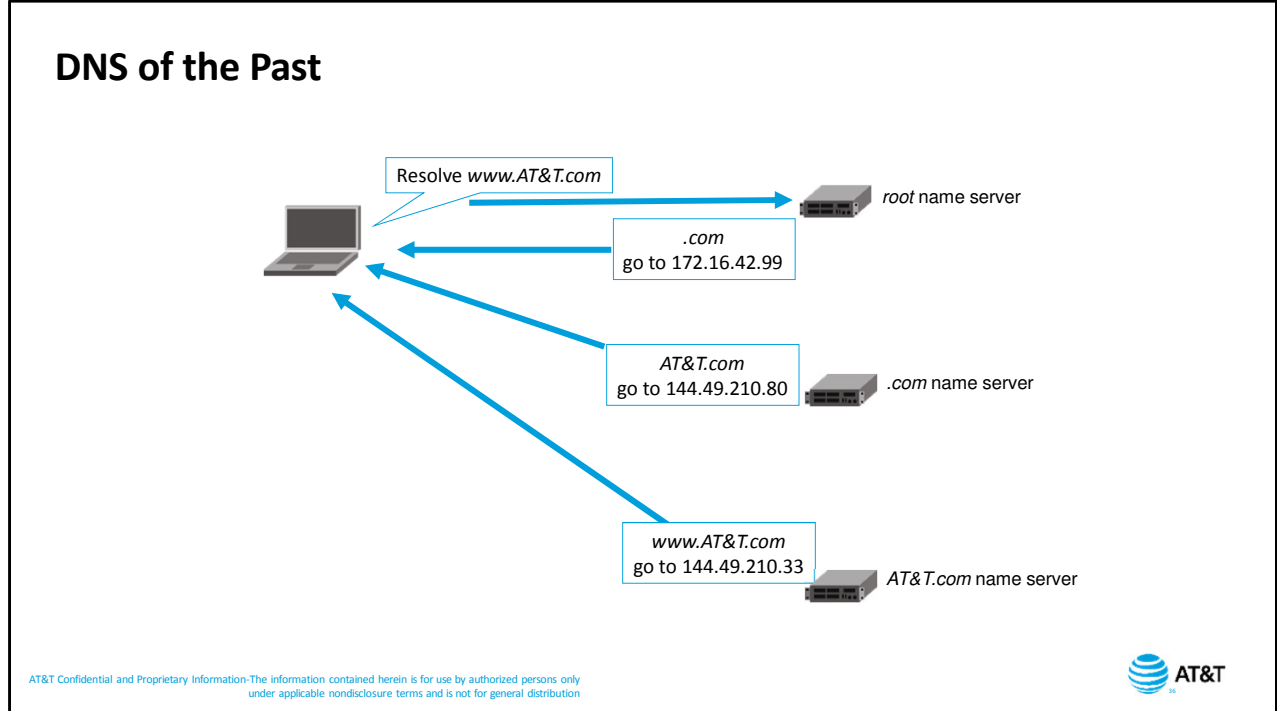 DNS of the Past
Resolve www.AT&T.com
root name server
.com
go to 172.16.42.99
AT&T.com
go to 144.49.210.80
.com name server
www.AT&T.com
go to 144.49.210.33
AT&T.com name server
AT&T Confidential and Proprietary Information-The information contained herein is for use by authorized persons only
under applicable nondisclosure terms and is not for general distribution
AT&T
36